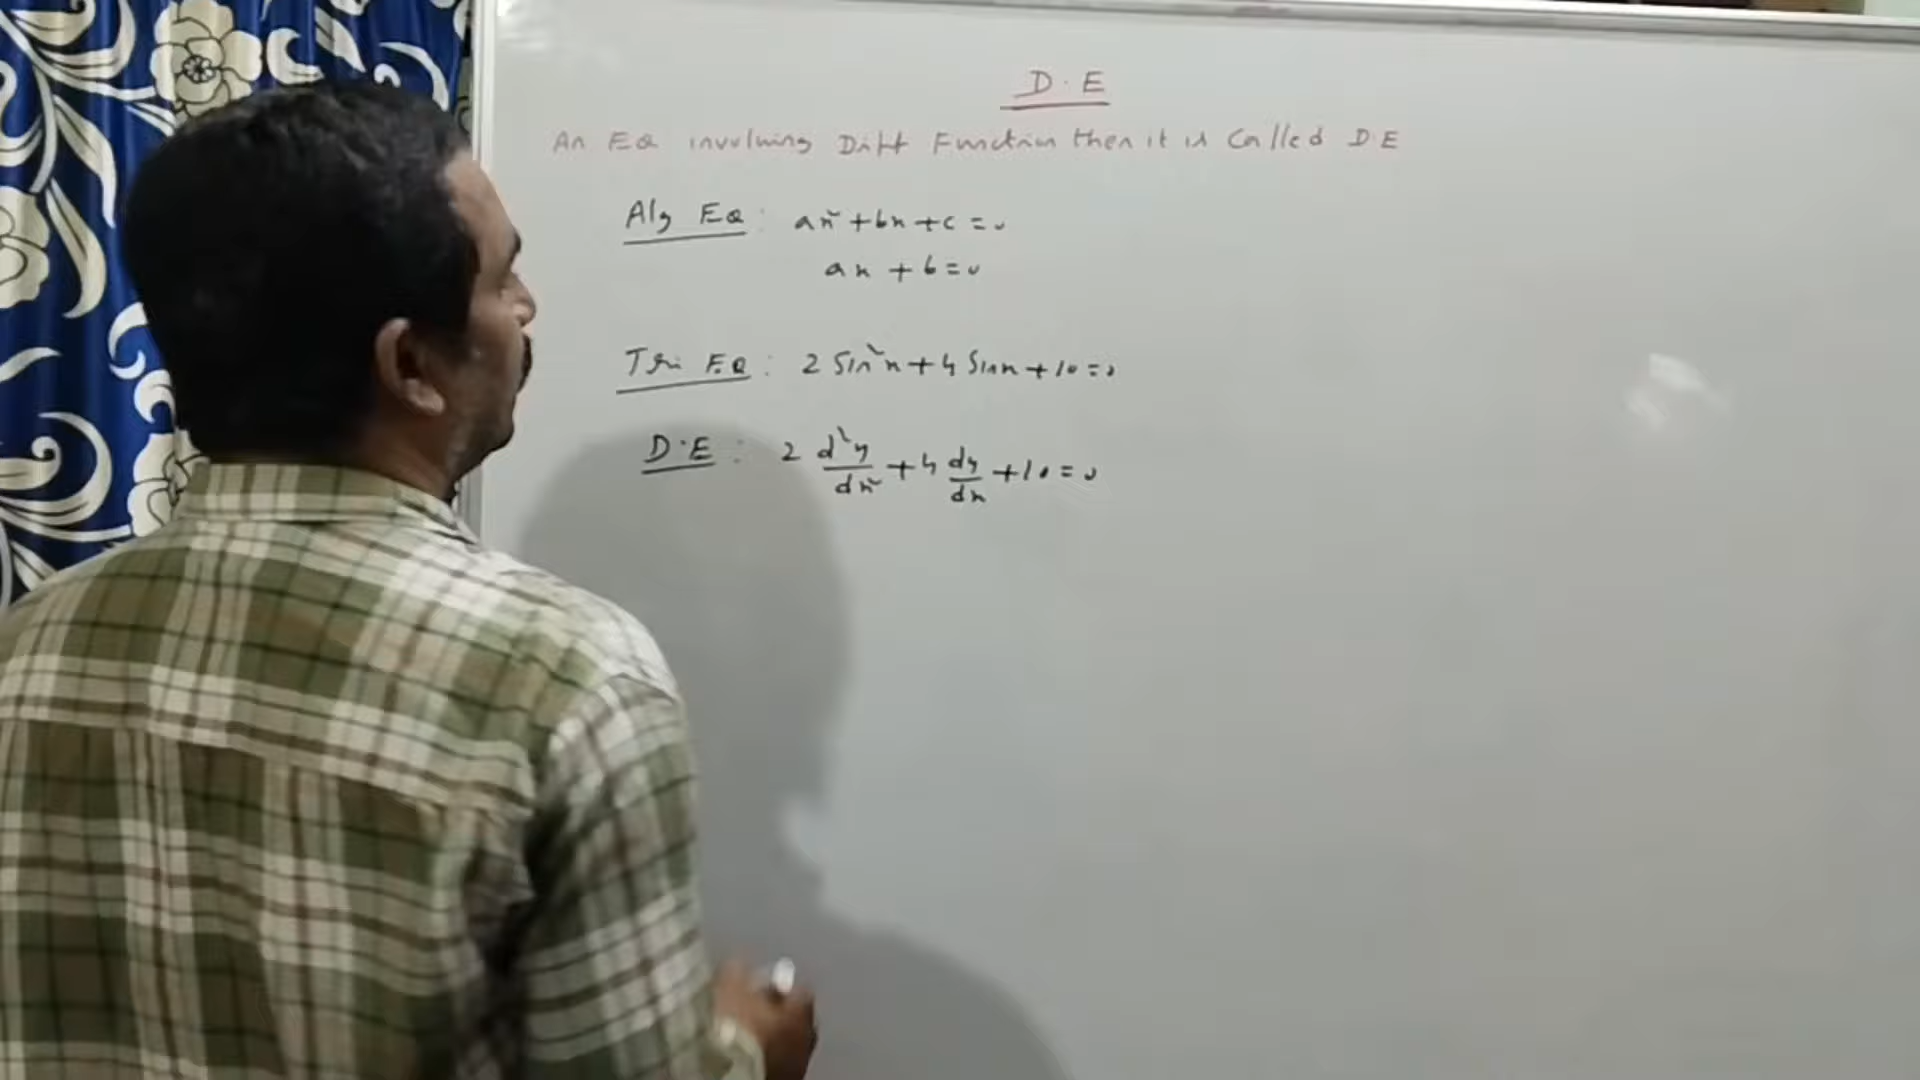 D.E
An EQ involving Diff Function then it is Called D.E
Alg EQ : ax² + bx + c = 0
ax + b = 0
Tri EQ : 2 Sin²x + 4 Sinx + 10 = 0
D.E : 2 d²y/dx² + 4 dy/dx + 10 = 0